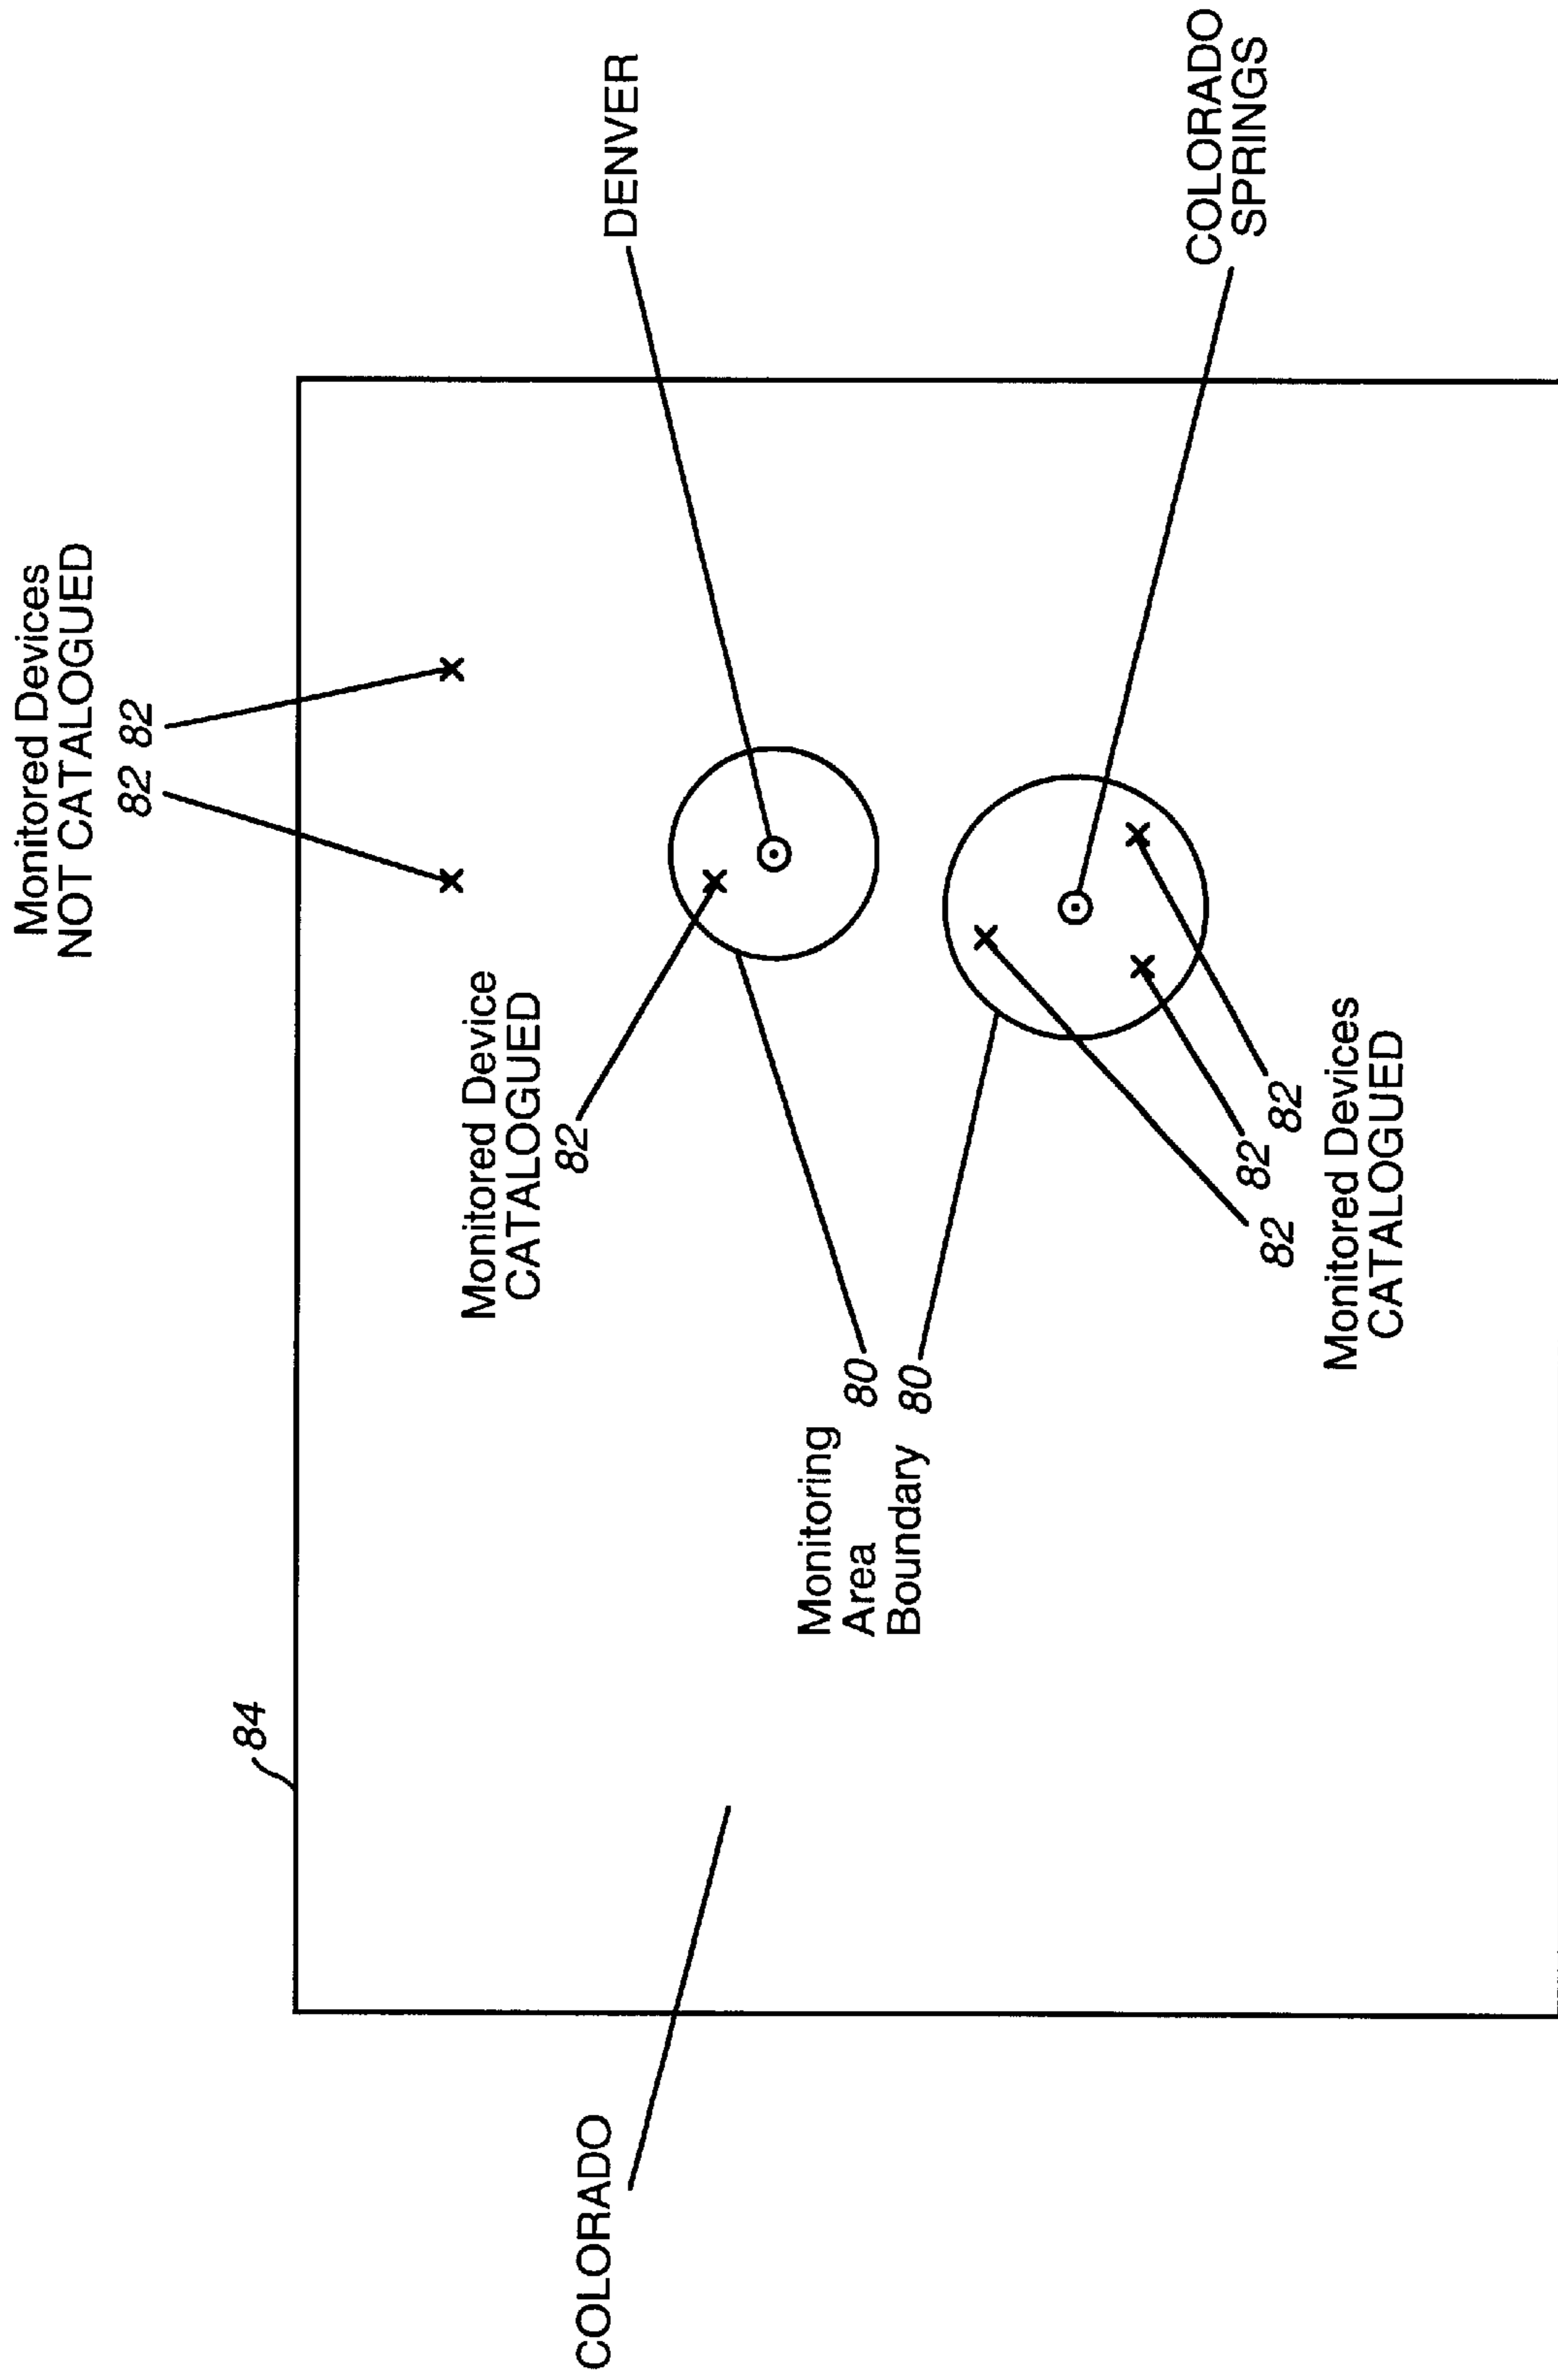 Monitored Devices
NOT CATALOGUED
82 82
84
Monitored Device
CATALOGUED
82
COLORADO
DENVER
Monitoring
Area 80
Boundary 80
COLORADO
SPRINGS
82
82
82
Monitored Devices
CATALOGUED